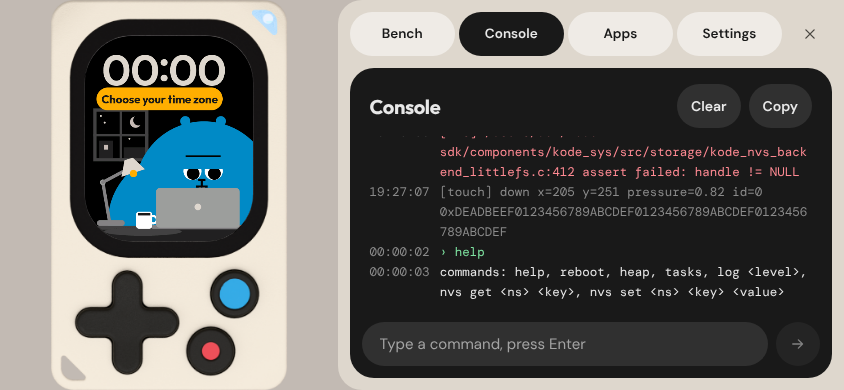 00:00
Choose your time zone
Bench
Console
Apps
Settings
Console
Clear
Copy
sdk/components/kode_sys/src/storage/kode_nvs_back
end_littlefs.c:412 assert failed: handle != NULL
19:27:07 [touch] down x=205 y=251 pressure=0.82 id=0
0xDEADBEEF0123456789ABCDEF0123456789ABCDEF0123456
789ABCDEF
00:00:02 › help
00:00:03 commands: help, reboot, heap, tasks, log <level>,
nvs get <ns> <key>, nvs set <ns> <key> <value>
Type a command, press Enter